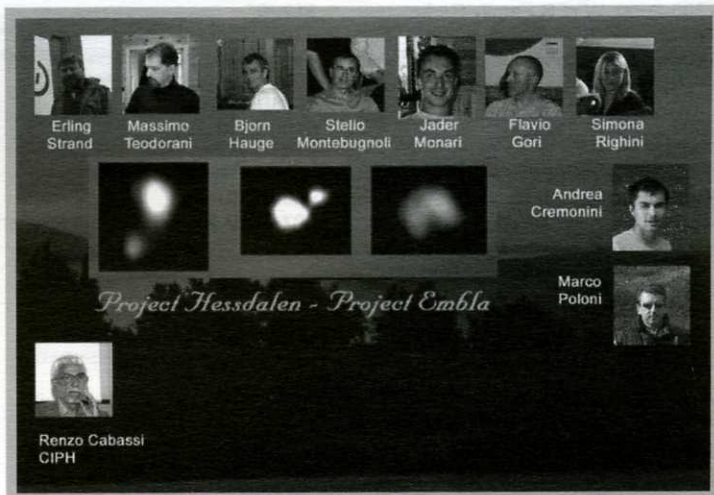 Erling
Strand
Massimo
Teodorani
Bjorn
Hauge
Stelio
Montebugnoli
Jader
Monari
Flavio
Gori
Simona
Righini
Andrea
Cremonini
Marco
Poloni
Project Hessdalen - Project Embla
Renzo Cabassi
CIPH